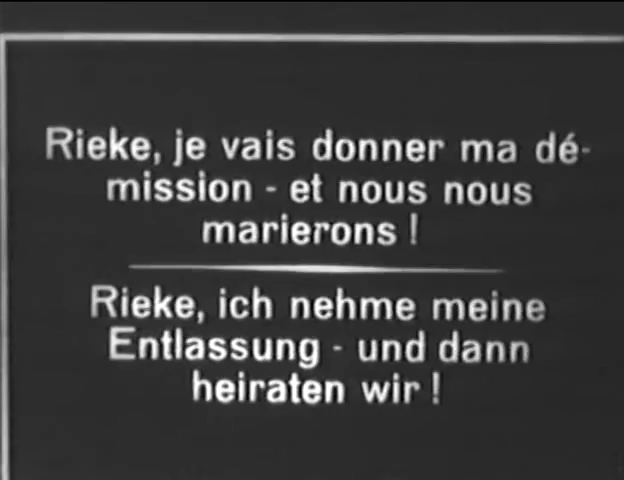 Rieke, je vais donner ma dé-
mission - et nous nous
marierons !
Rieke, ich nehme meine
Entlassung - und dann
heiraten wir !